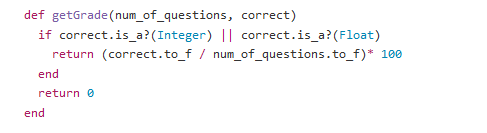 def getGrade(num_of_questions, correct)
  if correct.is_a?(Integer) || correct.is_a?(Float)
    return (correct.to_f / num_of_questions.to_f)* 100
  end
  return 0
end